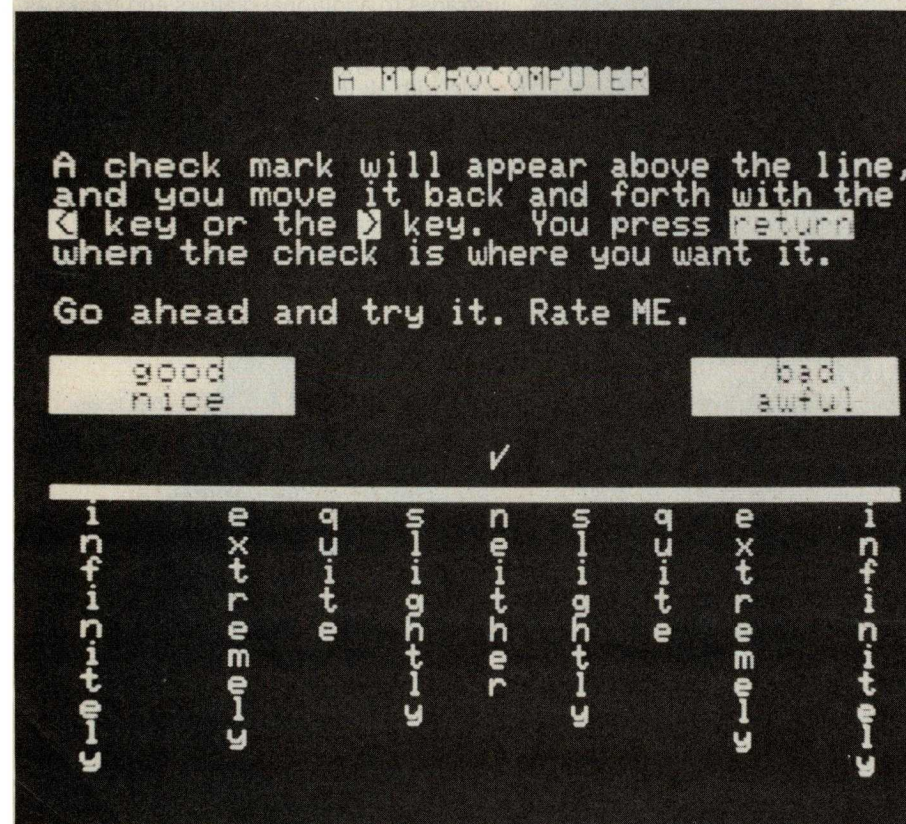 A MICROCOMPUTER
A check mark will appear above the line,
and you move it back and forth with the
< key or the > key. You press return
when the check is where you want it.
Go ahead and try it. Rate ME.
good bad
nice awful
✓
infinitely extremely quite slightly neither slightly quite extremely infinitely